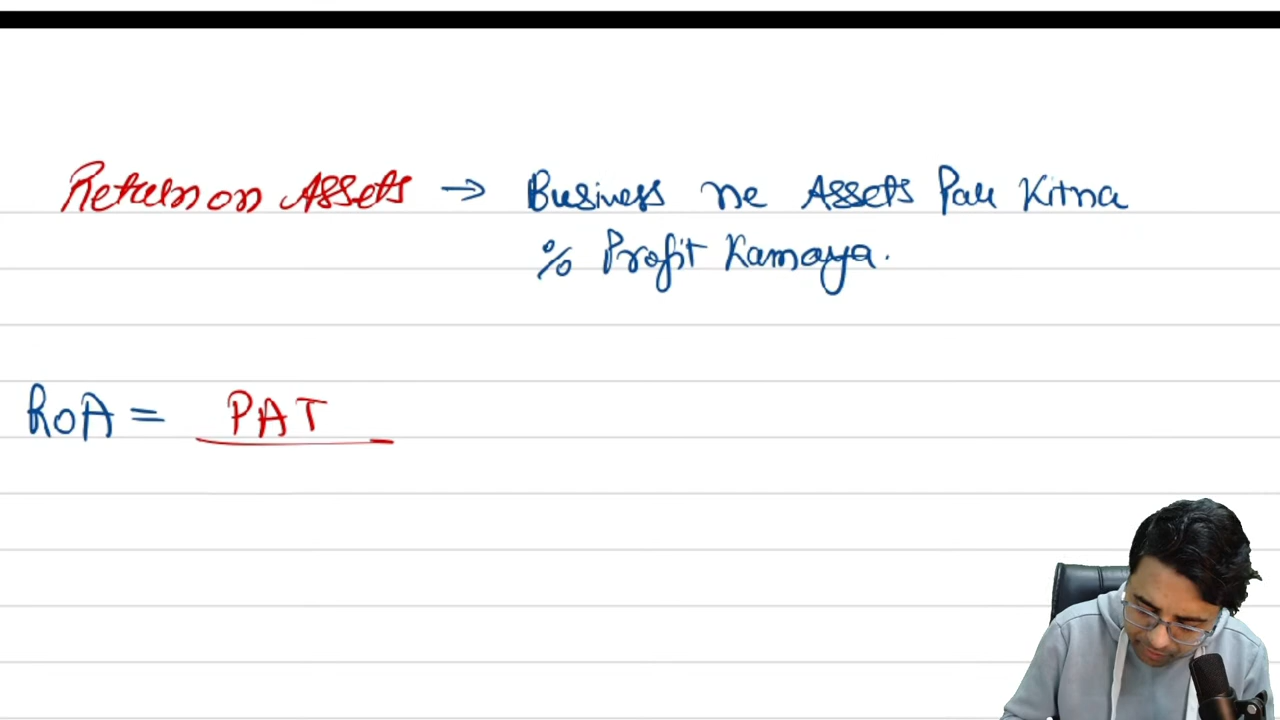 Return on Assets → Business ne Assets Par Kitna
% Profit Kamaya.
ROA = PAT